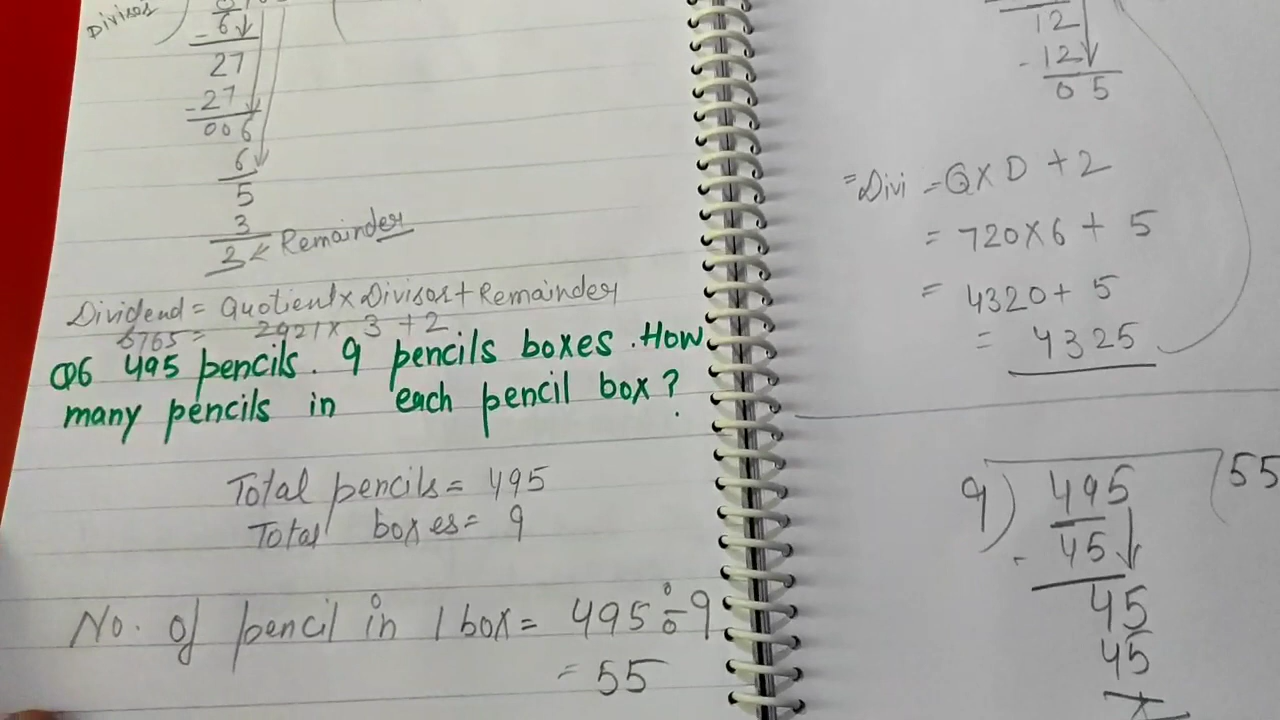 Divisor
- 6
27
- 27
006
6
5
3
2 Remainder
Dividend = Quotient × Divisor + Remainder
6765 = 2921 × 3 + 2
Q6 495 pencils. 9 pencils boxes. How
many pencils in each pencil box?
Total pencils = 495
Total boxes = 9
No. of pencil in 1 box = 495 ÷ 9
= 55
12
- 12
05
= Divi = Q × D + 2
= 720 × 6 + 5
= 4320 + 5
= 4325
9 ) 495 ( 55
- 45
45
45
×